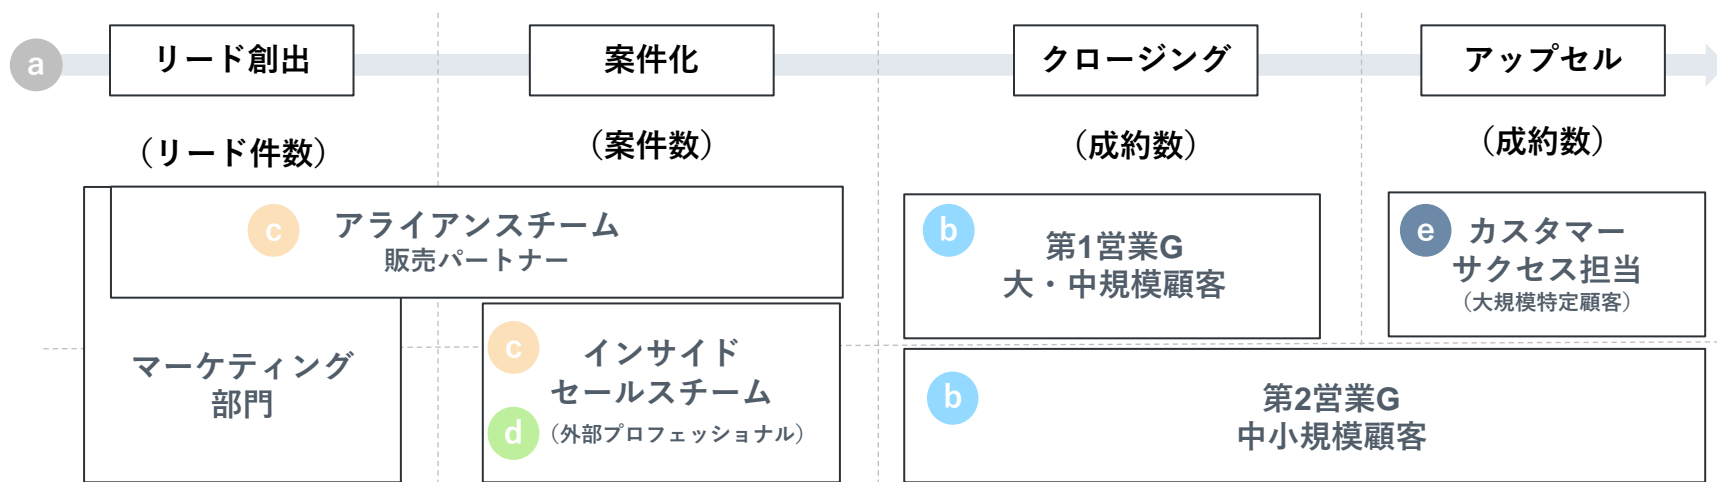 a
リード創出
案件化
クロージング
アップセル
（リード件数）
（案件数）
（成約数）
（成約数）
c
アライアンスチーム
販売パートナー
b
第1営業G
大・中規模顧客
e
カスタマー
サクセス担当
（大規模特定顧客）
マーケティング
部門
c
インサイド
セールスチーム
d
（外部プロフェッショナル）
b
第2営業G
中小規模顧客